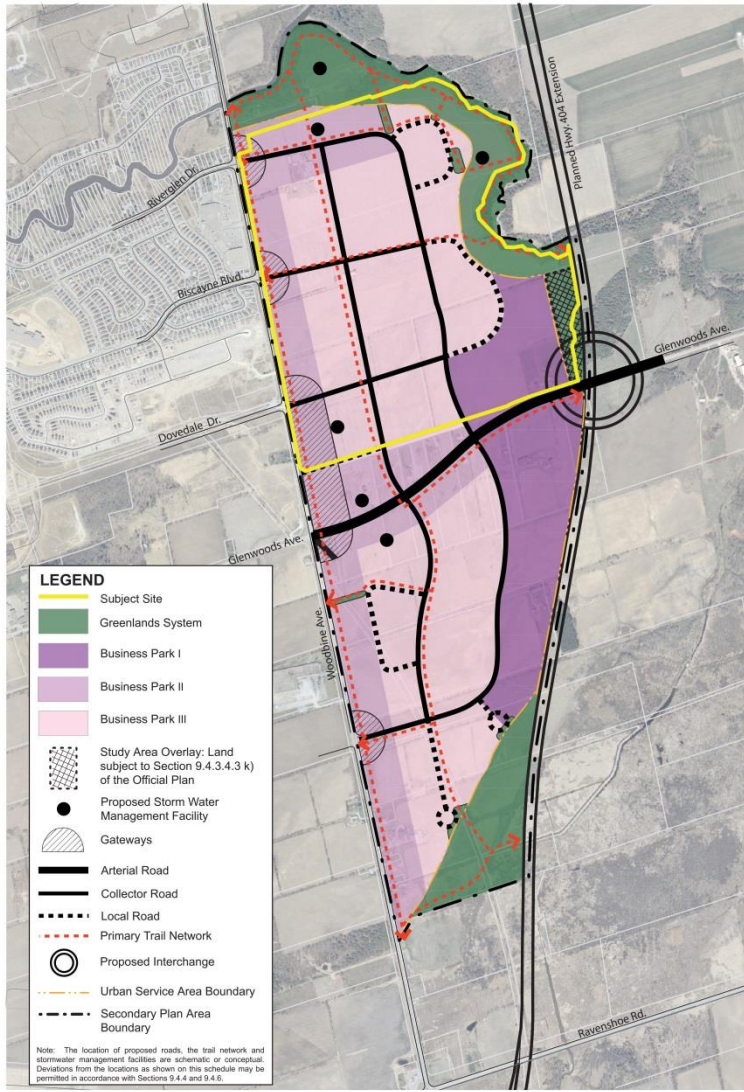 Planned Hwy. 404 Extension
Riverglen Dr.
Biscayne Blvd.
Glenwoods Ave.
Dovedale Dr.
Glenwoods Ave.
Woodbine Ave.
Ravenshoe Rd.
LEGEND
Subject Site
Greenlands System
Business Park I
Business Park II
Business Park III
Study Area Overlay: Land
subject to Section 9.4.3.4.3 k)
of the Official Plan
Proposed Storm Water
Management Facility
Gateways
Arterial Road
Collector Road
Local Road
Primary Trail Network
Proposed Interchange
Urban Service Area Boundary
Secondary Plan Area
Boundary
Note: The location of proposed roads, the trail network and
stormwater management facilities are schematic or conceptual.
Deviations from the locations as shown on this schedule may be
permitted in accordance with Sections 9.4.4 and 9.4.6.